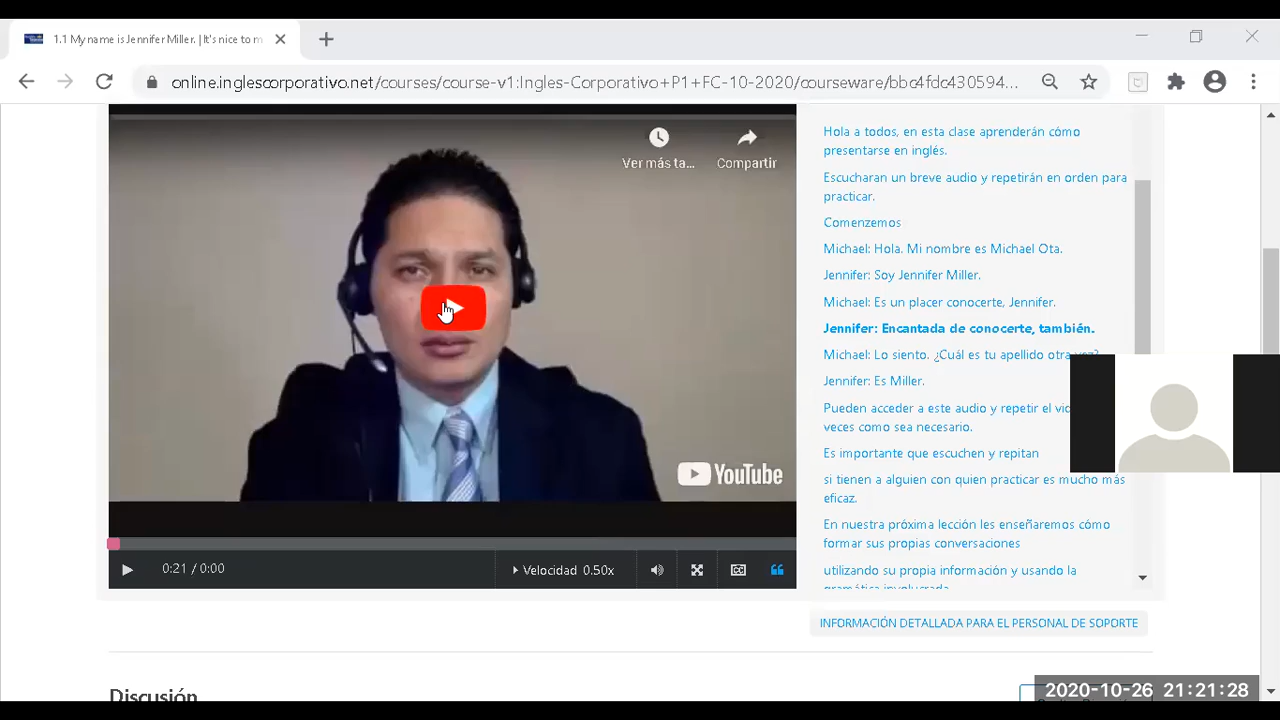 1.1 My name is Jennifer Miller. | It's nice to m
online.inglescorporativo.net/courses/course-v1:Ingles-Corporativo+P1+FC-10-2020/courseware/bbc4fdc430594...
Ver más ta...
Compartir
YouTube
0:21 / 0:00
Velocidad 0.50x
Hola a todos, en esta clase aprenderán cómo
presentarse en inglés.
Escucharan un breve audio y repetirán en orden para
practicar.
Comenzemos
Michael: Hola. Mi nombre es Michael Ota.
Jennifer: Soy Jennifer Miller.
Michael: Es un placer conocerte, Jennifer.
Jennifer: Encantada de conocerte, también.
Michael: Lo siento. ¿Cuál es tu apellido otra vez?
Jennifer: Es Miller.
Pueden acceder a este audio y repetir el
veces como sea necesario.
Es importante que escuchen y repitan
si tienen a alguien con quien practicar es mucho más
eficaz.
En nuestra próxima lección les enseñaremos cómo
formar sus propias conversaciones
utilizando su propia información y usando la
gramática involucrada
INFORMACIÓN DETALLADA PARA EL PERSONAL DE SOPORTE
Discusión
2020-10-26 21:21:28